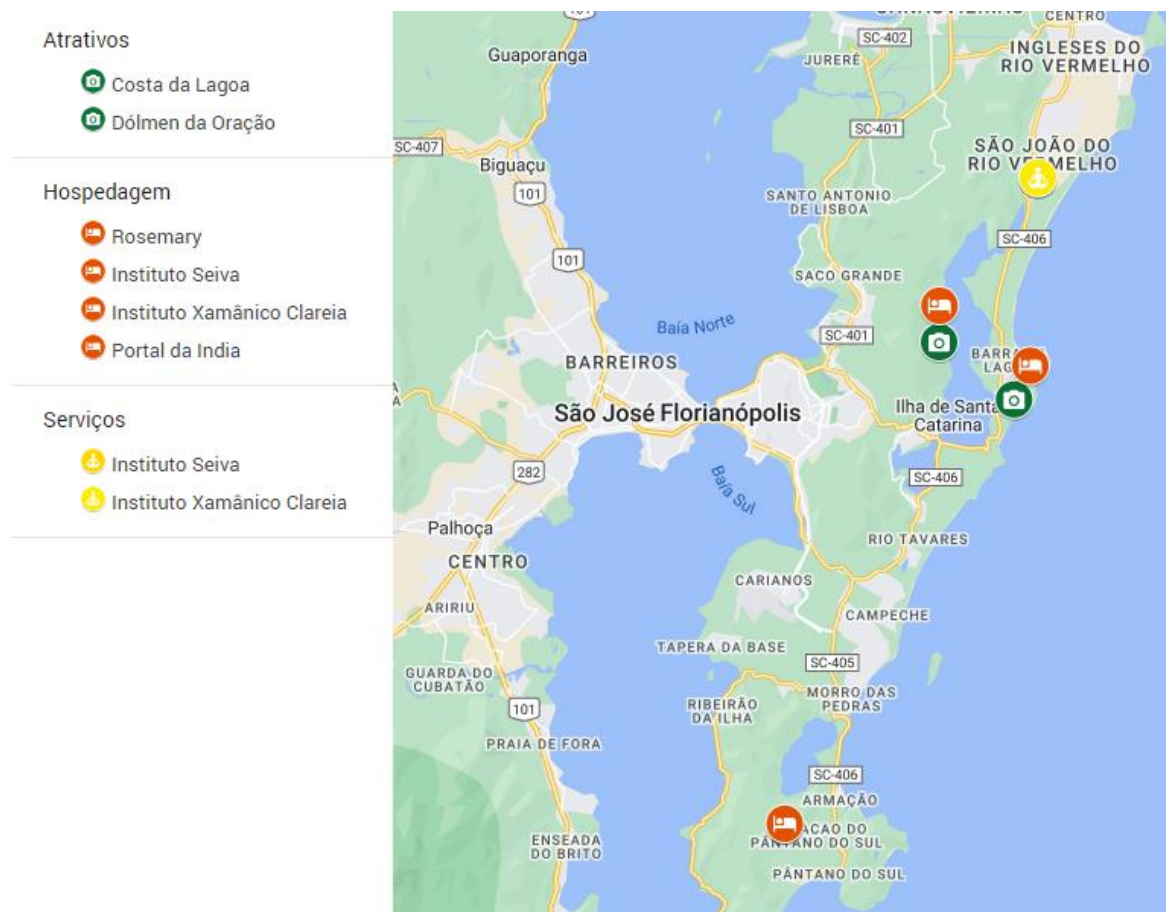 Atrativos
Costa da Lagoa
Dólmen da Oração
Hospedagem
Rosemary
Instituto Seiva
Instituto Xamânico Clareia
Portal da India
Serviços
Instituto Seiva
Instituto Xamânico Clareia
CENTRO
101
SC-402
Guaporanga
JURERÊ
INGLESES DO
RIO VERMELHO
SC-407
SC-401
Biguaçu
SÃO JOÃO DO
RIO VERMELHO
101
SANTO ANTONIO
DE LISBOA
SC-406
101
SACO GRANDE
Baía Norte
SC-401
BARREIROS
São José
Florianópolis
Ilha de Santa
Catarina
282
Baía Sul
SC-406
Palhoça
RIO TAVARES
CENTRO
CARIANOS
ARIRIU
CAMPECHE
TAPERA DA BASE
SC-405
GUARDA DO
CUBATÃO
MORRO DAS
PEDRAS
RIBEIRÃO
DA ILHA
101
PRAIA DE FORA
SC-406
ARMAÇÃO
ENSEADA
DO BRITO
DO
PÂNTANO DO SUL
PÂNTANO DO SUL